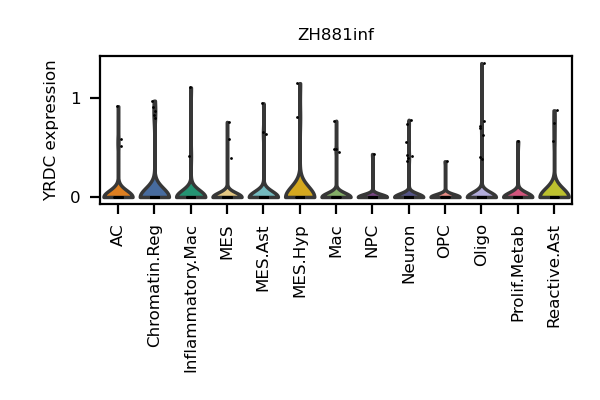 ZH881inf
YRDC expression
1
0
AC
Chromatin.Reg
Inflammatory.Mac
MES
MES.Ast
MES.Hyp
Mac
NPC
Neuron
OPC
Oligo
Prolif.Metab
Reactive.Ast